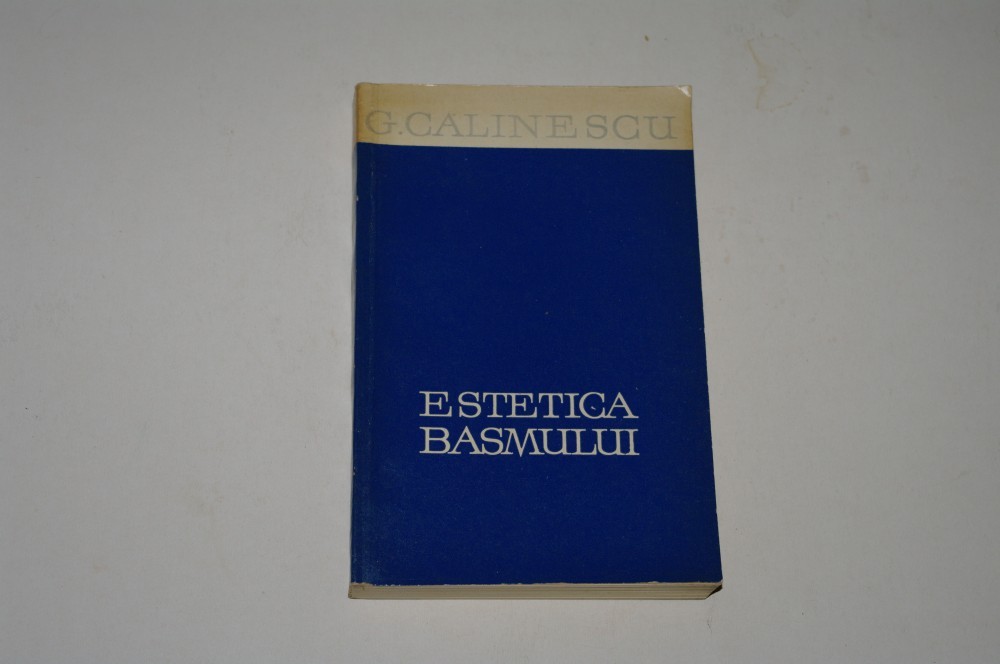 G. CALINESCU
ESTETICA
BASMULUI